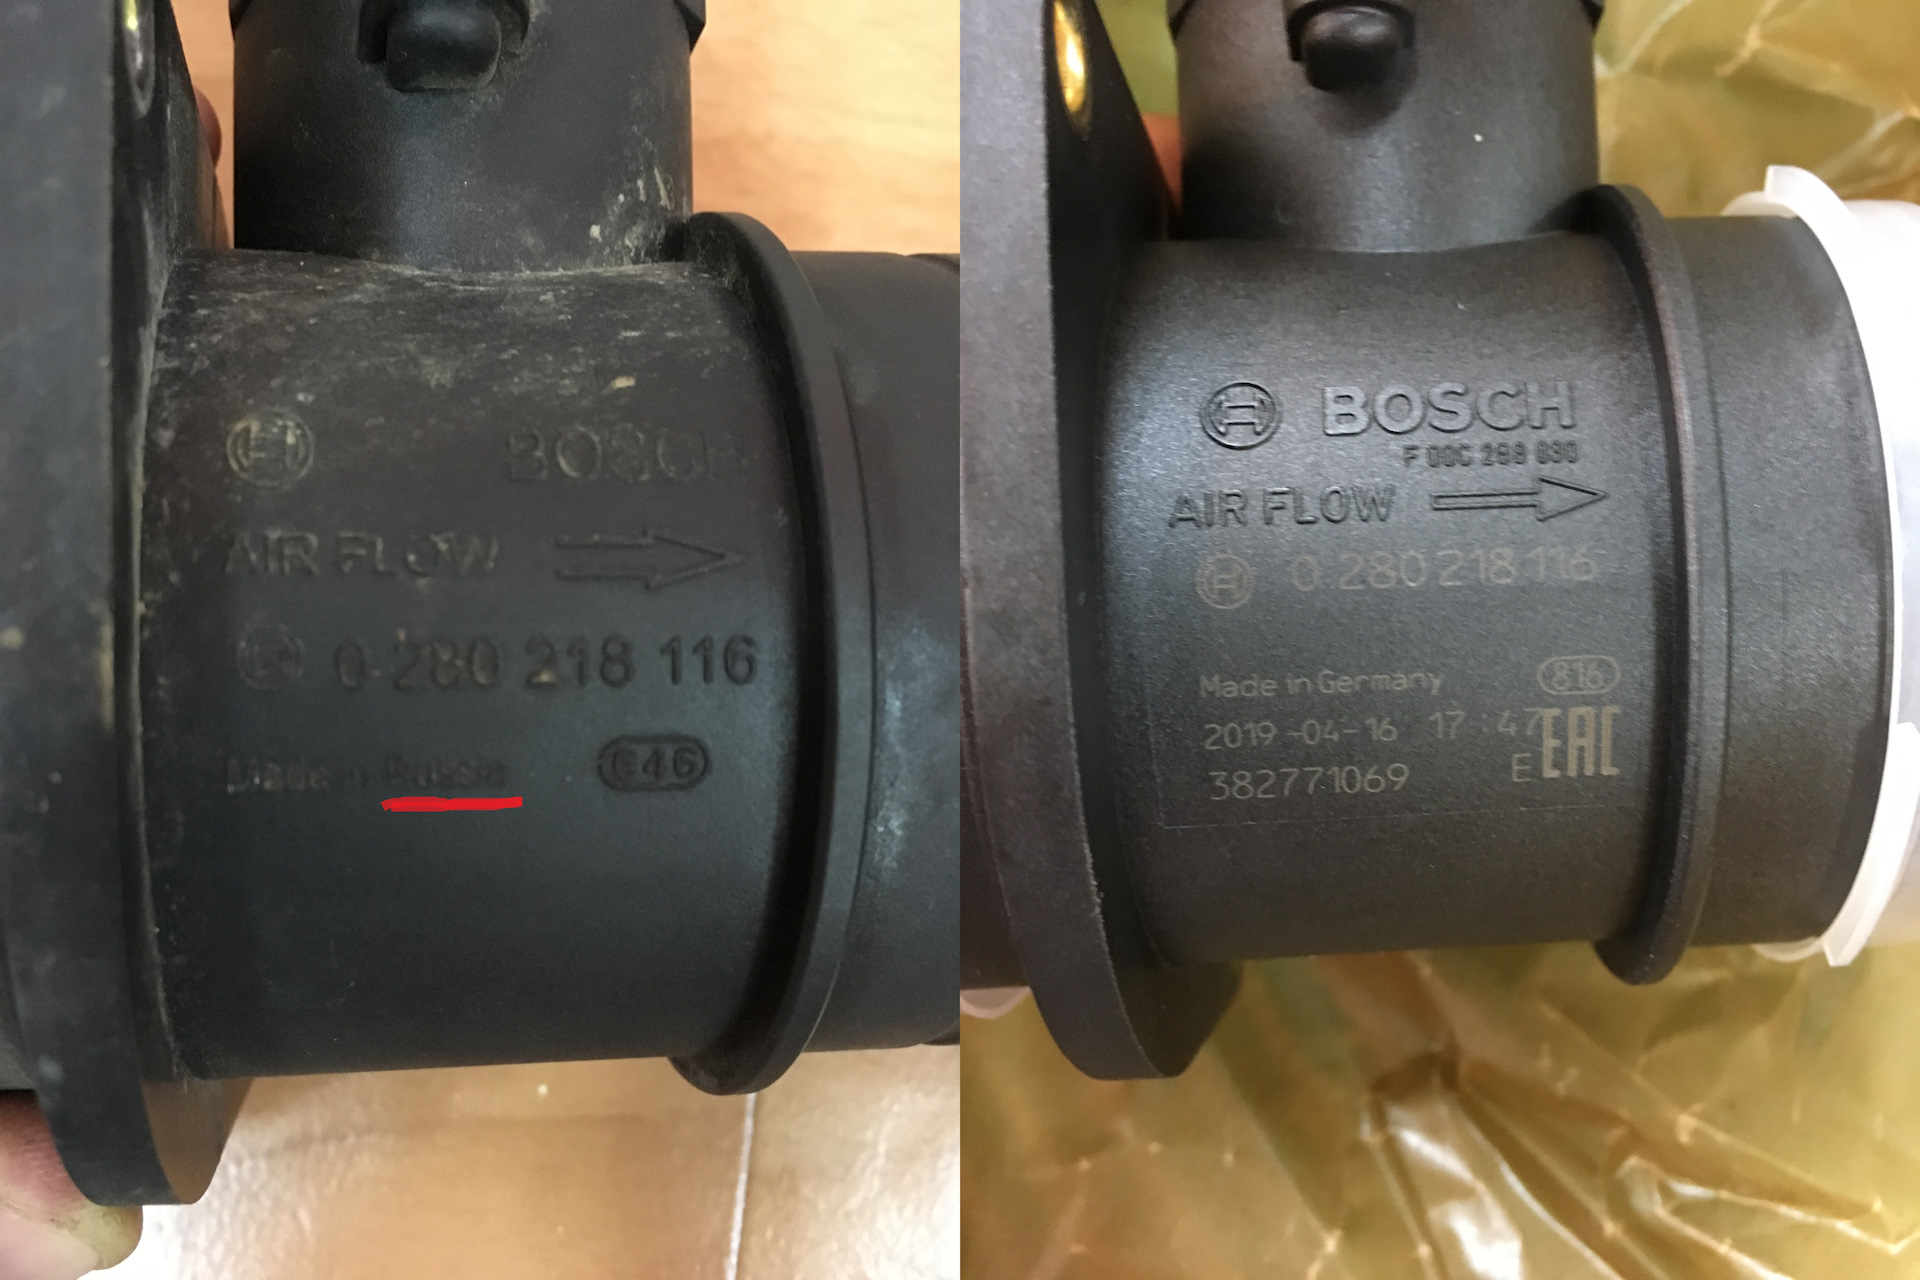 BOSCH
AIR FLOW
0 280 218 116
Made in Russia
646
BOSCH
F 00C 2G8 030
AIR FLOW
0 280 218 116
Made in Germany
816
2019-04-16 17:47
EAC
382771069
E